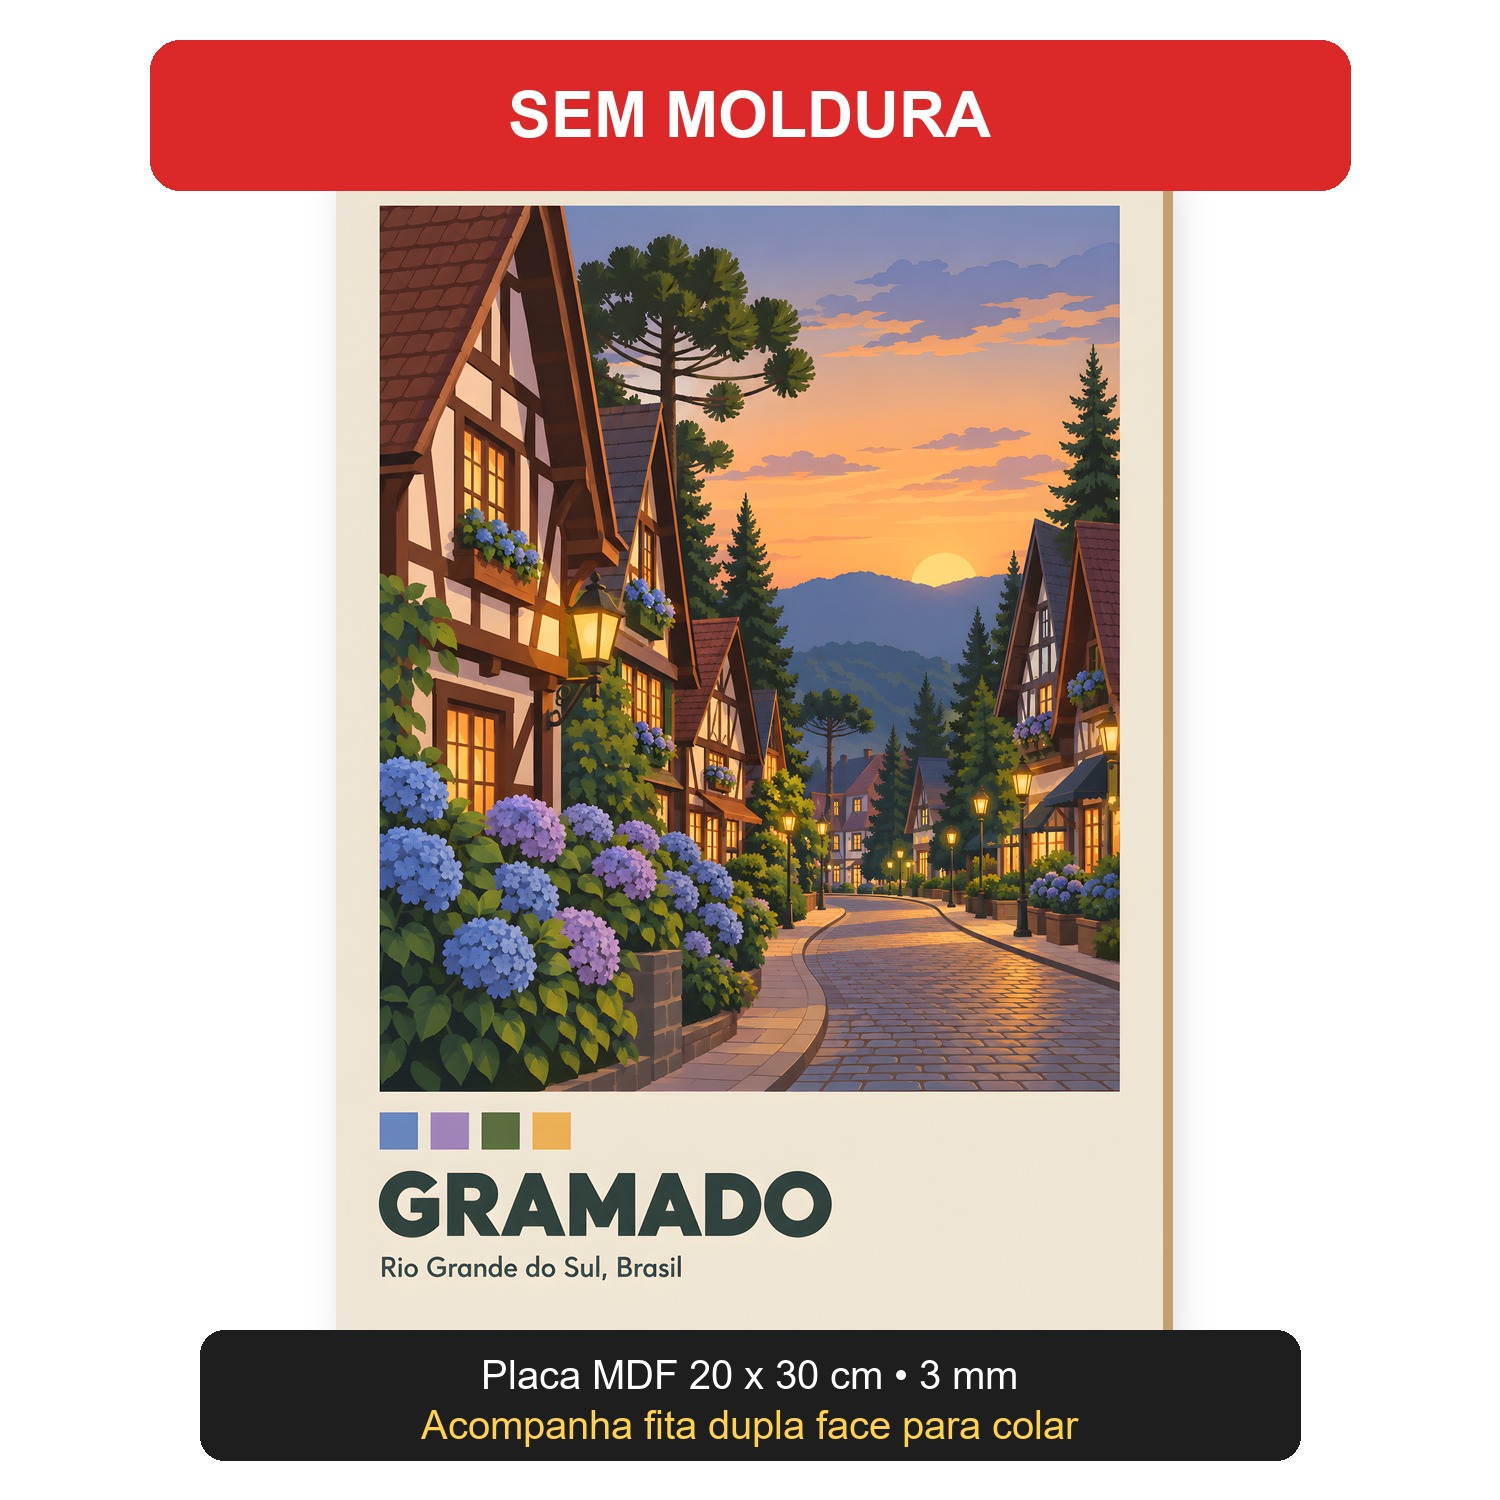 SEM MOLDURA
GRAMADO
Rio Grande do Sul, Brasil
Placa MDF 20 x 30 cm • 3 mm
Acompanha fita dupla face para colar